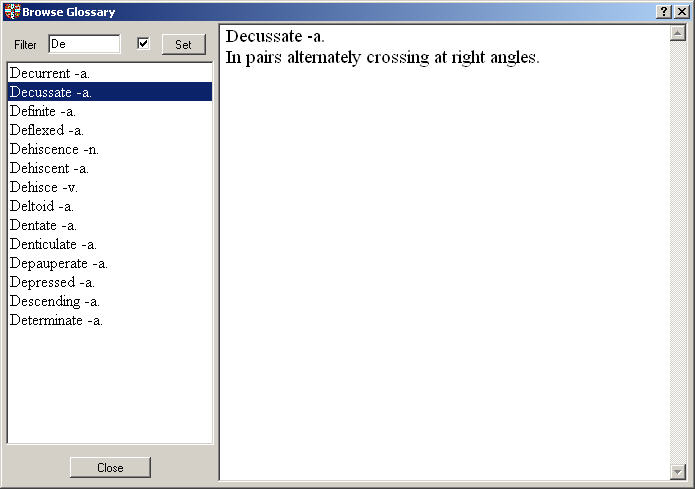 Browse Glossary
Filter De Set
Decurrent -a.
Decussate -a.
Definite -a.
Deflexed -a.
Dehiscence -n.
Dehiscent -a.
Dehisce -v.
Deltoid -a.
Dentate -a.
Denticulate -a.
Depauperate -a.
Depressed -a.
Descending -a.
Determinate -a.
Close
Decussate -a.
In pairs alternately crossing at right angles.